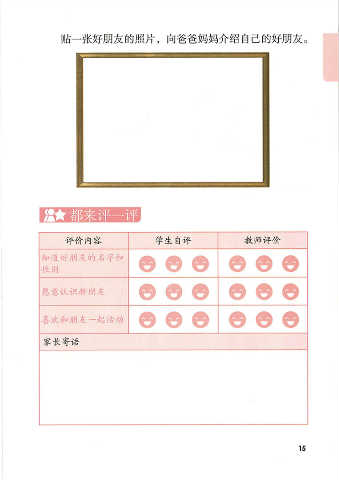 贴一张好朋友的照片，向爸爸妈妈介绍自己的好朋友。
都来评一评
评价内容 学生自评 教师评价
知道好朋友的名字和
性别
愿意认识新朋友
喜欢和朋友一起活动
家长寄语
15